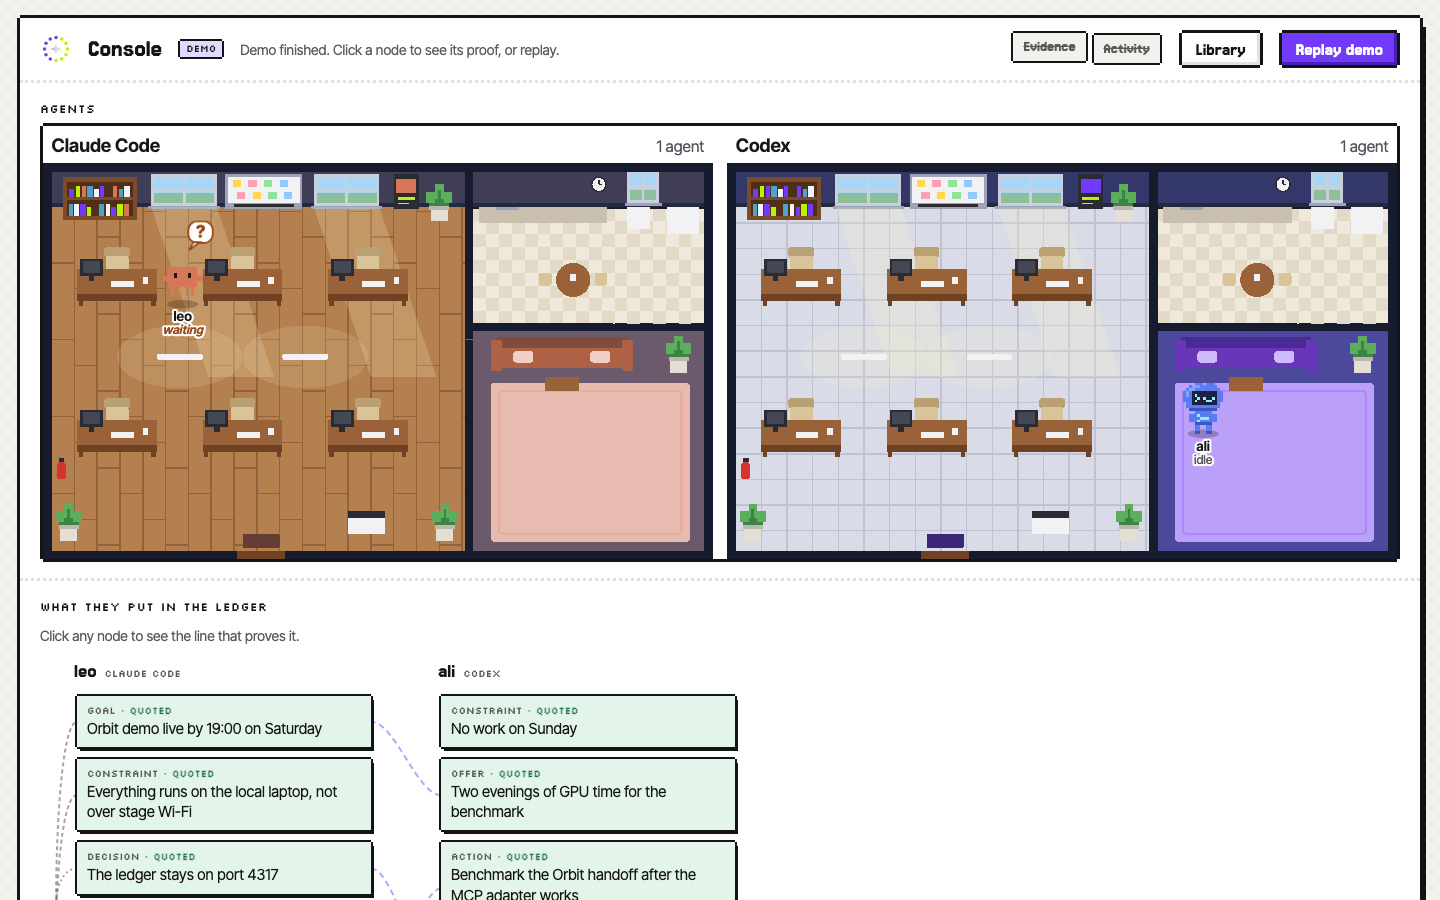 Console
DEMO
Demo finished. Click a node to see its proof, or replay.
Evidence
Activity
Library
Replay demo
AGENTS
Claude Code
1 agent
Codex
1 agent
?
leo
waiting
ali
idle
WHAT THEY PUT IN THE LEDGER
Click any node to see the line that proves it.
leo CLAUDE CODE
ali CODEX
GOAL · QUOTED
Orbit demo live by 19:00 on Saturday
CONSTRAINT · QUOTED
No work on Sunday
CONSTRAINT · QUOTED
Everything runs on the local laptop, not
over stage Wi-Fi
OFFER · QUOTED
Two evenings of GPU time for the
benchmark
DECISION · QUOTED
The ledger stays on port 4317
ACTION · QUOTED
Benchmark the Orbit handoff after the
MCP adapter works